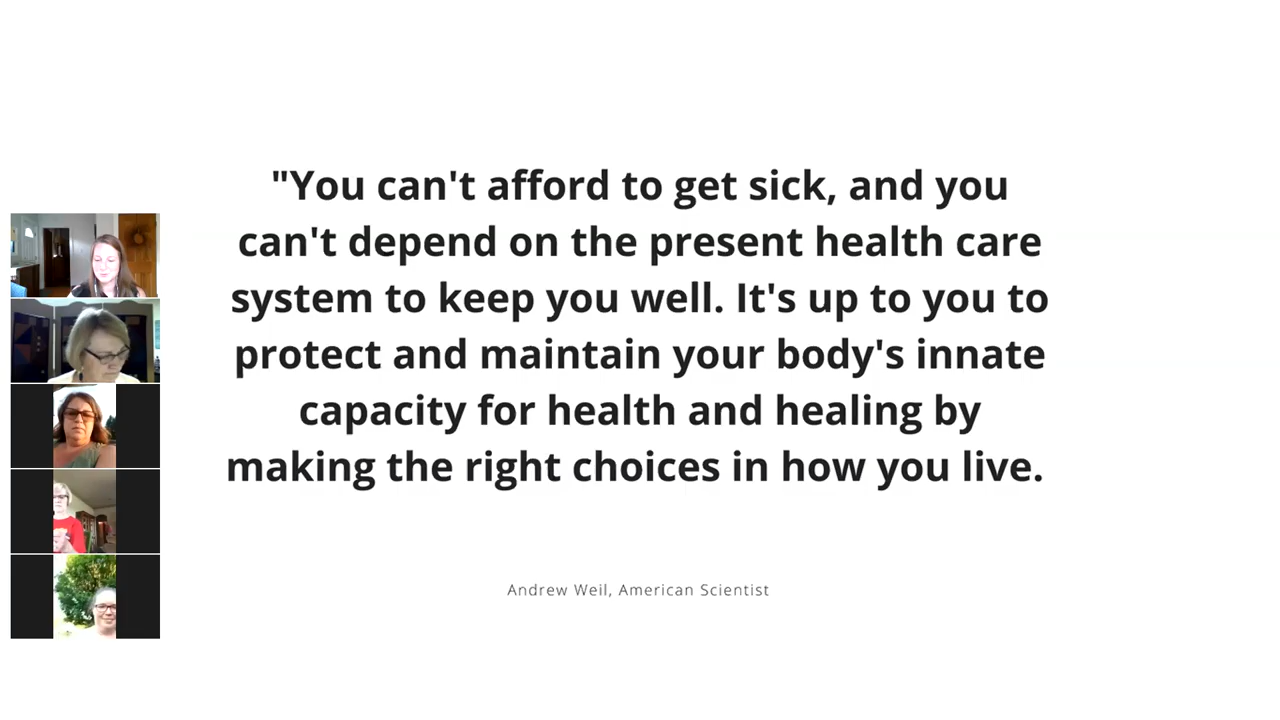 "You can't afford to get sick, and you
can't depend on the present health care
system to keep you well. It's up to you to
protect and maintain your body's innate
capacity for health and healing by
making the right choices in how you live.
Andrew Weil, American Scientist